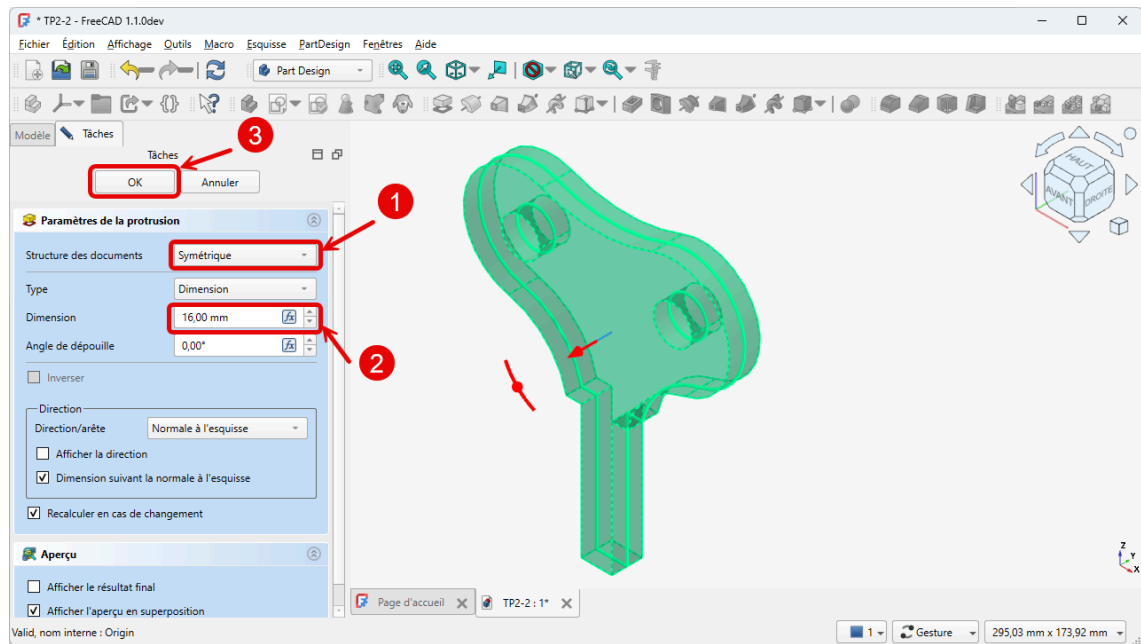 * TP2-2 - FreeCAD 1.1.0dev
Fichier Édition Affichage Outils Macro Esquisse PartDesign Fenêtres Aide
Part Design
Modèle Tâches
3
Tâches
OK Annuler
1
Paramètres de la protrusion
Structure des documents Symétrique
Type Dimension
Dimension 16,00 mm
Angle de dépouille 0,00°
2
Inverser
Direction
Direction/arête Normale à l'esquisse
Afficher la direction
Dimension suivant la normale à l'esquisse
Recalculer en cas de changement
Aperçu
Afficher le résultat final
Afficher l'aperçu en superposition
HAUT
AVANT
DROITE
Z
Y
X
Page d'accueil TP2-2 : 1*
Valid, nom interne : Origin
1 Gesture 295,03 mm x 173,92 mm